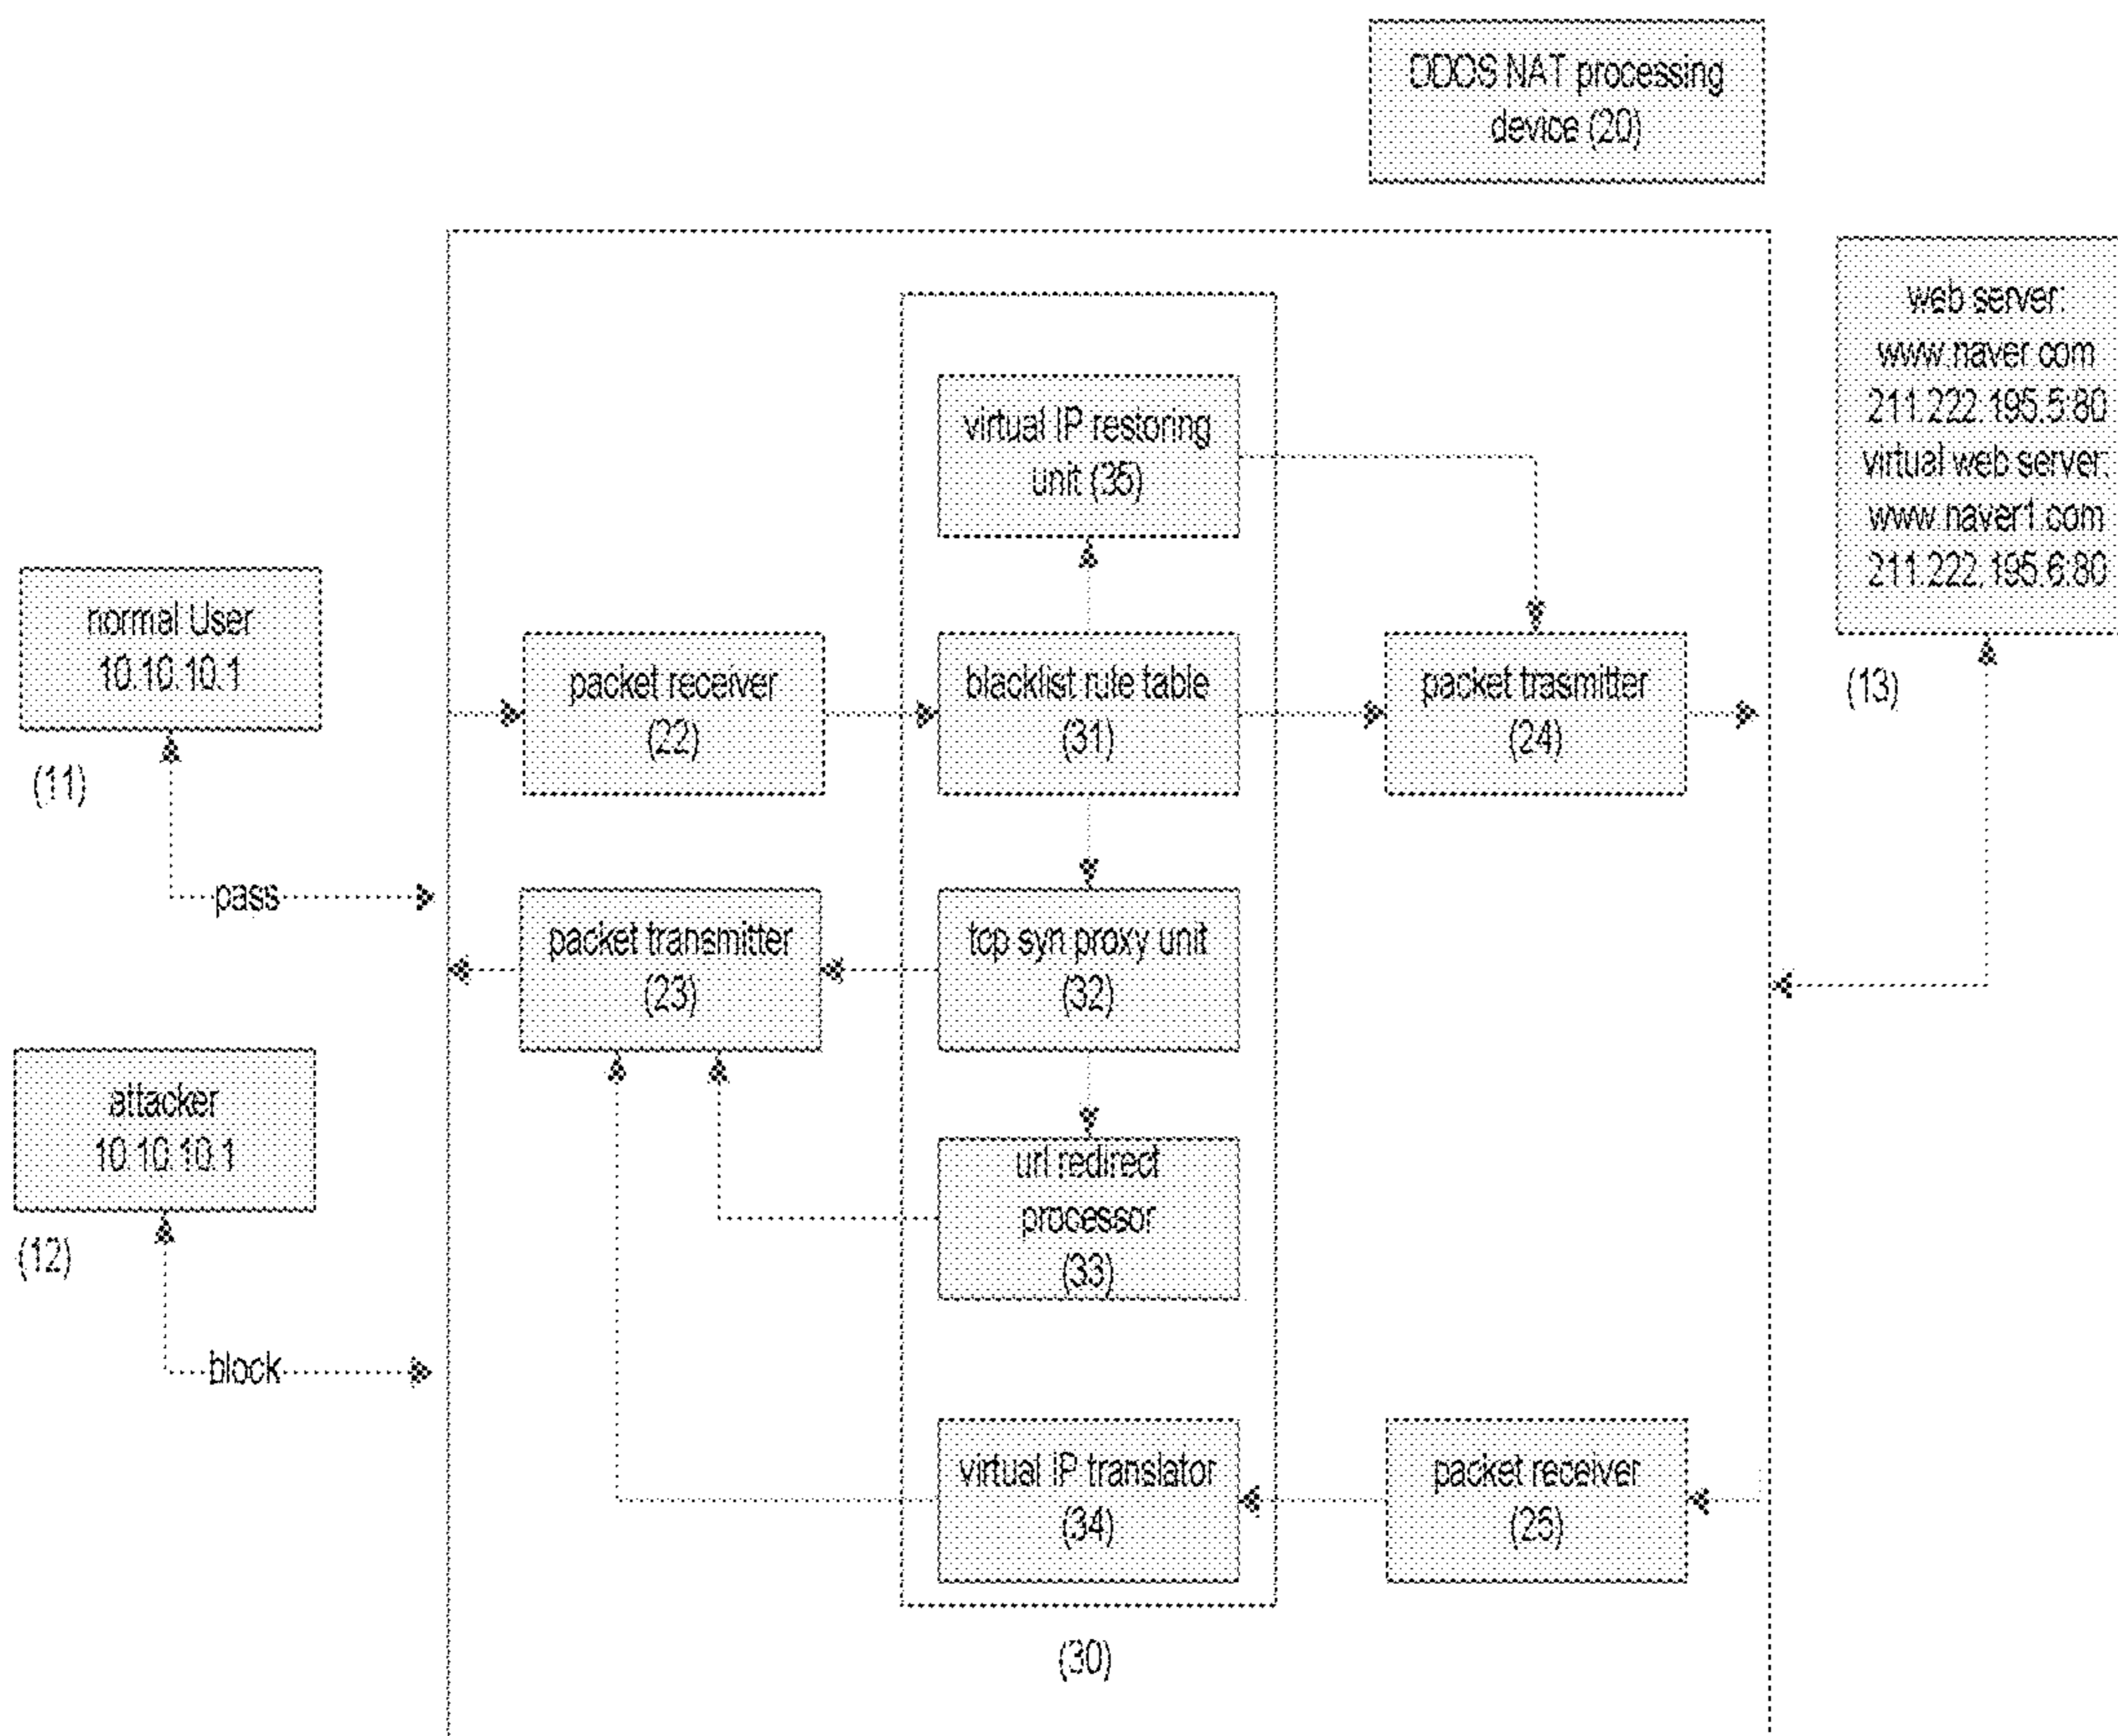 DDOS NAT processing
device (20)
web server:
www.naver.com
211.222.195.5:80
virtual web server:
www.naver1.com
211.222.195.6:80
(13)
virtual IP restoring
unit (35)
normal User
10.10.10.1
(11)
pass
packet receiver
(22)
blacklist rule table
(31)
packet trasmitter
(24)
packet transmitter
(23)
tcp syn proxy unit
(32)
attacker
10.10.10.1
(12)
block
url redirect
processor
(33)
virtual IP translator
(34)
packet receiver
(25)
(30)